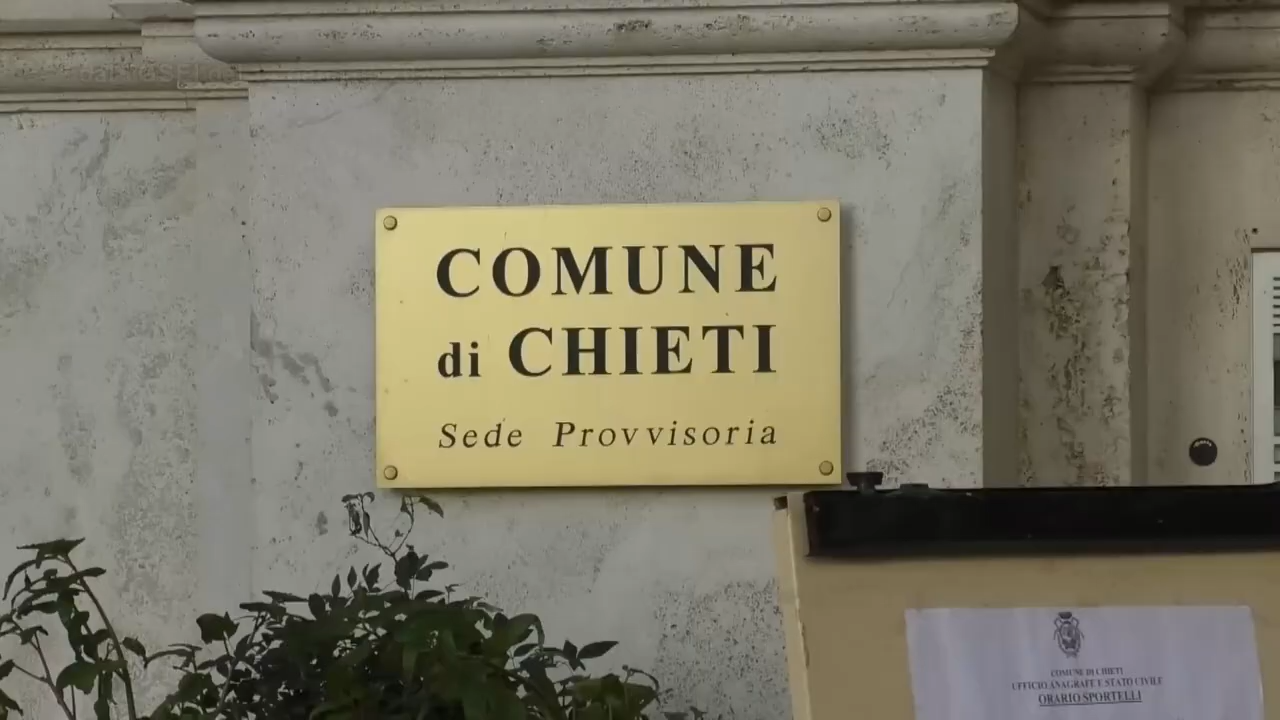 COMUNE
di CHIETI
Sede Provvisoria
COMUNE DI CHIETI
UFFICIO ANAGRAFE E STATO CIVILE
ORARIO SPORTELLI